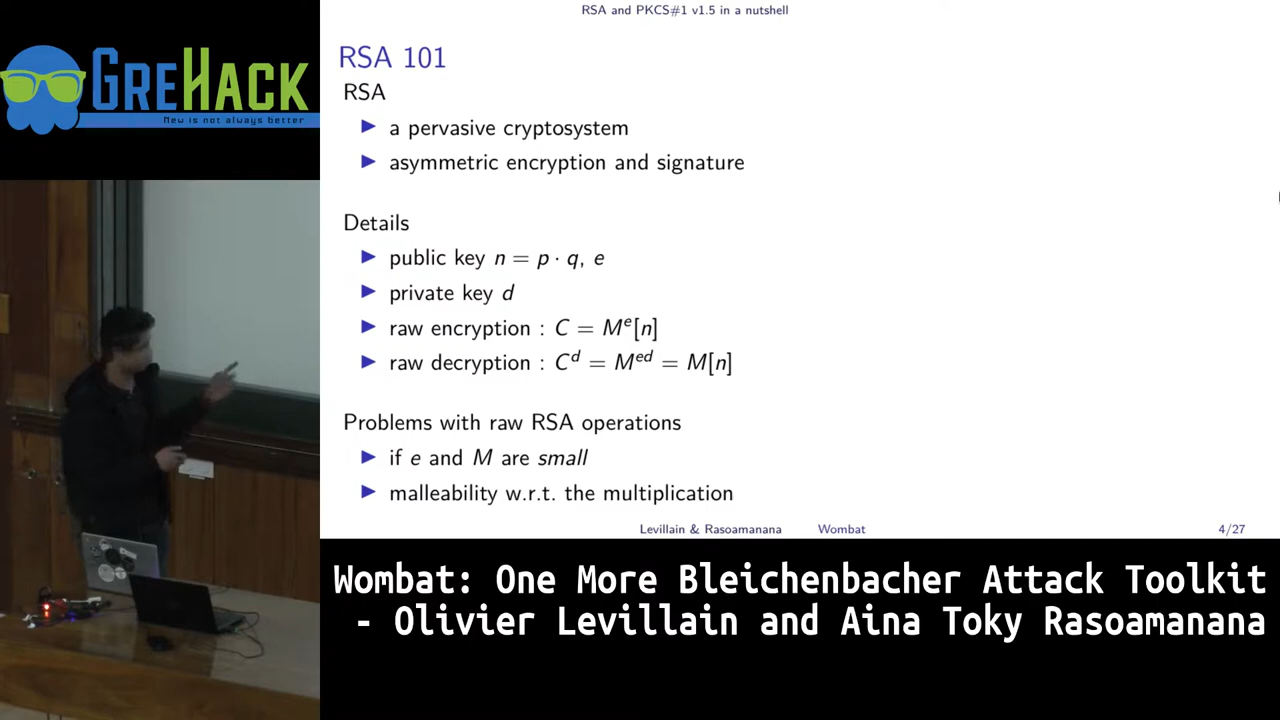 RSA and PKCS#1 v1.5 in a nutshell
GREHACK
New is not always better
RSA 101
RSA
▶ a pervasive cryptosystem
▶ asymmetric encryption and signature
Details
▶ public key n = p · q, e
▶ private key d
▶ raw encryption : C = Mᵉ[n]
▶ raw decryption : Cᵈ = Mᵉᵈ = M[n]
Problems with raw RSA operations
▶ if e and M are small
▶ malleability w.r.t. the multiplication
Levillain & Rasoamanana Wombat 4/27
Wombat: One More Bleichenbacher Attack Toolkit
- Olivier Levillain and Aina Toky Rasoamanana